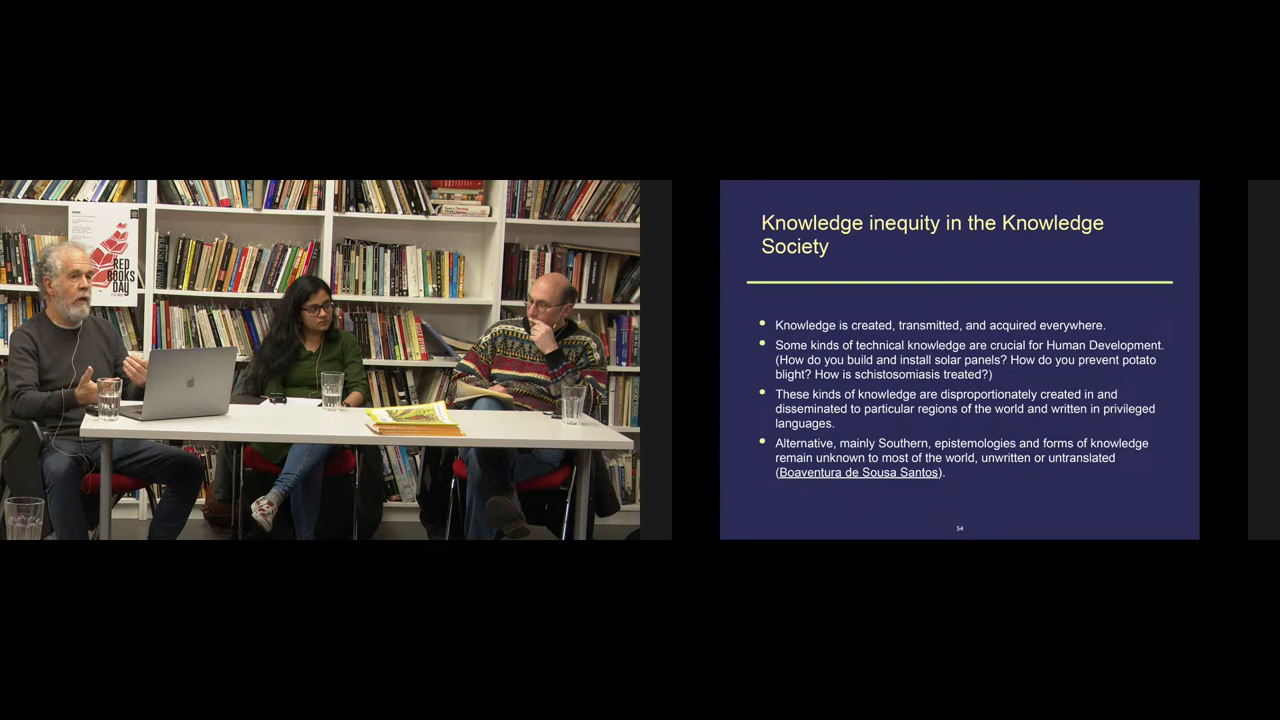 RED
BOOKS
DAY
Knowledge inequity in the Knowledge
Society
• Knowledge is created, transmitted, and acquired everywhere.
• Some kinds of technical knowledge are crucial for Human Development.
(How do you build and install solar panels? How do you prevent potato
blight? How is schistosomiasis treated?)
• These kinds of knowledge are disproportionately created in and
disseminated to particular regions of the world and written in privileged
languages.
• Alternative, mainly Southern, epistemologies and forms of knowledge
remain unknown to most of the world, unwritten or untranslated
(Boaventura de Sousa Santos).
54